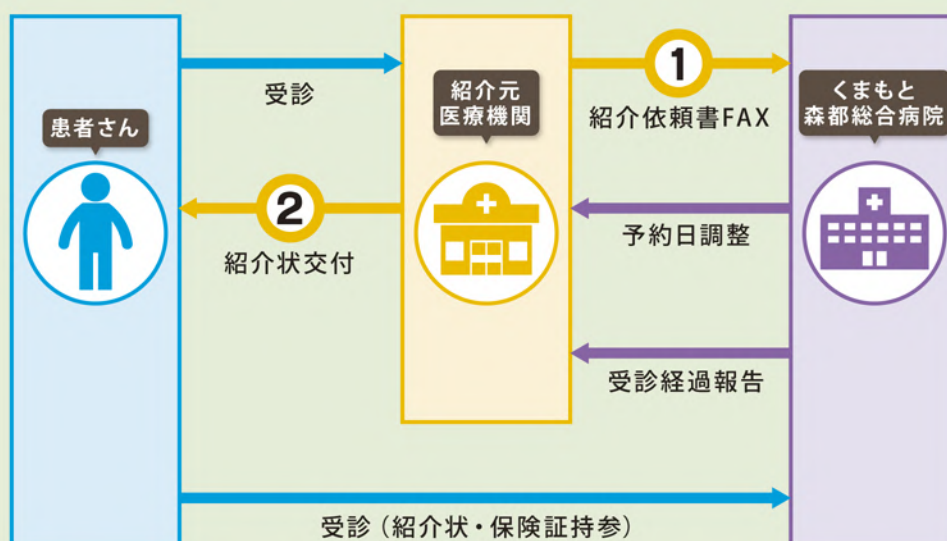 受診
紹介元
医療機関
1
紹介依頼書FAX
くまもと
森都総合病院
患者さん
2
紹介状交付
予約日調整
受診経過報告
受診（紹介状・保険証持参）